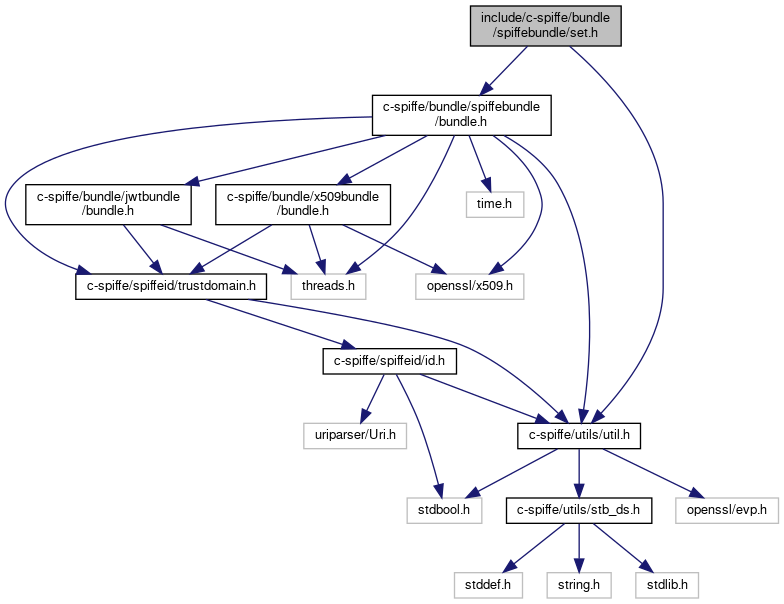 include/c-spiffe/bundle
/spiffebundle/set.h
c-spiffe/bundle/spiffebundle
/bundle.h
c-spiffe/bundle/jwtbundle
/bundle.h
c-spiffe/bundle/x509bundle
/bundle.h
time.h
c-spiffe/spiffeid/trustdomain.h
threads.h
openssl/x509.h
c-spiffe/spiffeid/id.h
uriparser/Uri.h
c-spiffe/utils/util.h
stdbool.h
c-spiffe/utils/stb_ds.h
openssl/evp.h
stddef.h
string.h
stdlib.h